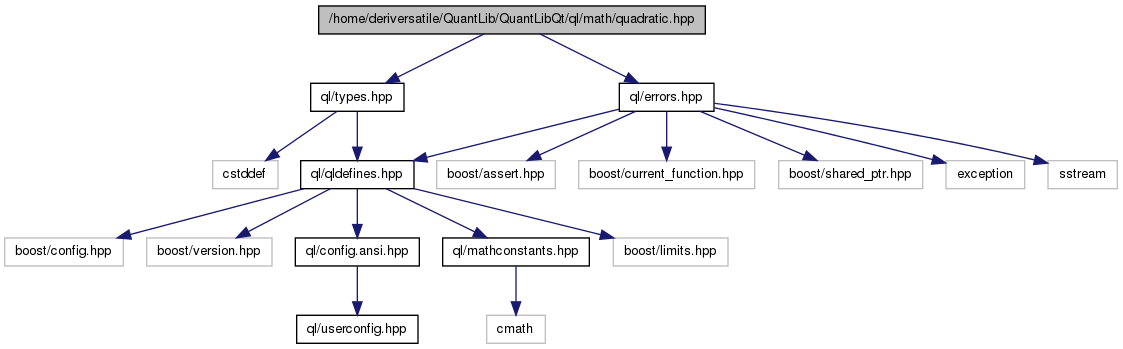 /home/deriversatile/QuantLib/QuantLibQt/ql/math/quadratic.hpp
ql/types.hpp
ql/errors.hpp
cstddef
ql/qldefines.hpp
boost/assert.hpp
boost/current_function.hpp
boost/shared_ptr.hpp
exception
sstream
boost/config.hpp
boost/version.hpp
ql/config.ansi.hpp
ql/mathconstants.hpp
boost/limits.hpp
ql/userconfig.hpp
cmath